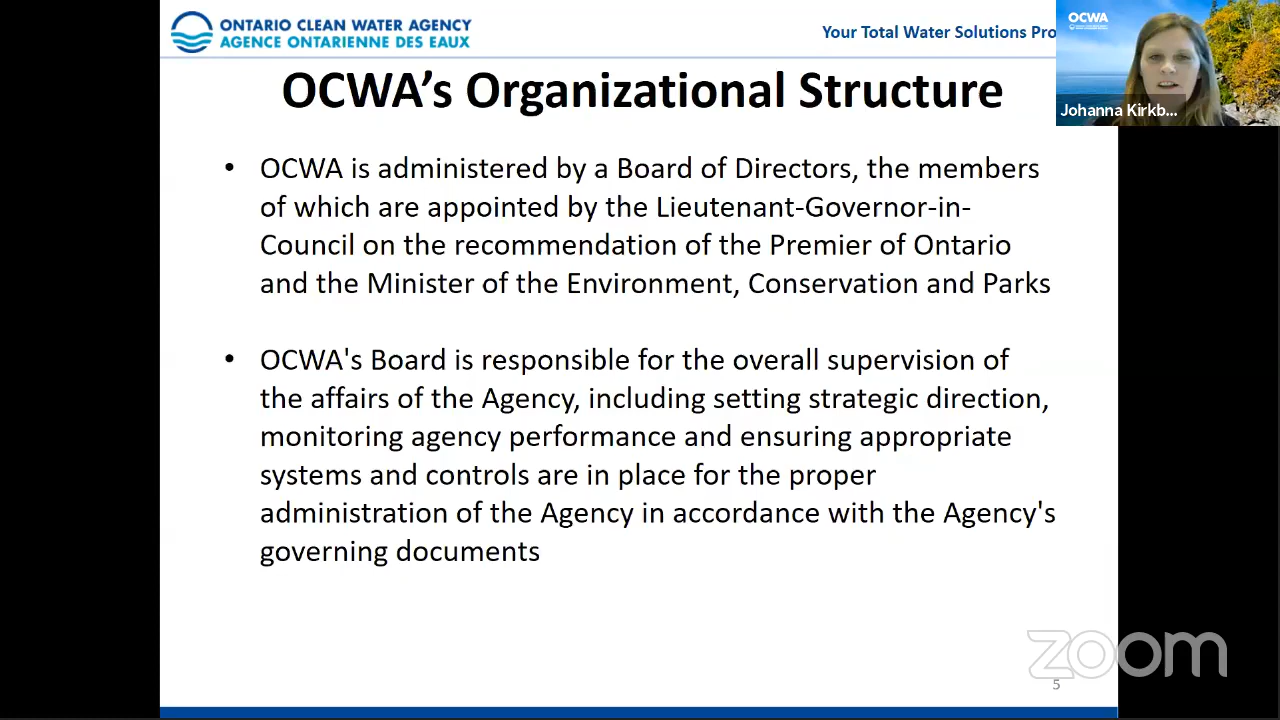 ONTARIO CLEAN WATER AGENCY
AGENCE ONTARIENNE DES EAUX
Your Total Water Solutions Pro
OCWA
Johanna Kirkb...
OCWA's Organizational Structure
• OCWA is administered by a Board of Directors, the members
of which are appointed by the Lieutenant-Governor-in-
Council on the recommendation of the Premier of Ontario
and the Minister of the Environment, Conservation and Parks
• OCWA's Board is responsible for the overall supervision of
the affairs of the Agency, including setting strategic direction,
monitoring agency performance and ensuring appropriate
systems and controls are in place for the proper
administration of the Agency in accordance with the Agency's
governing documents
zoom
5